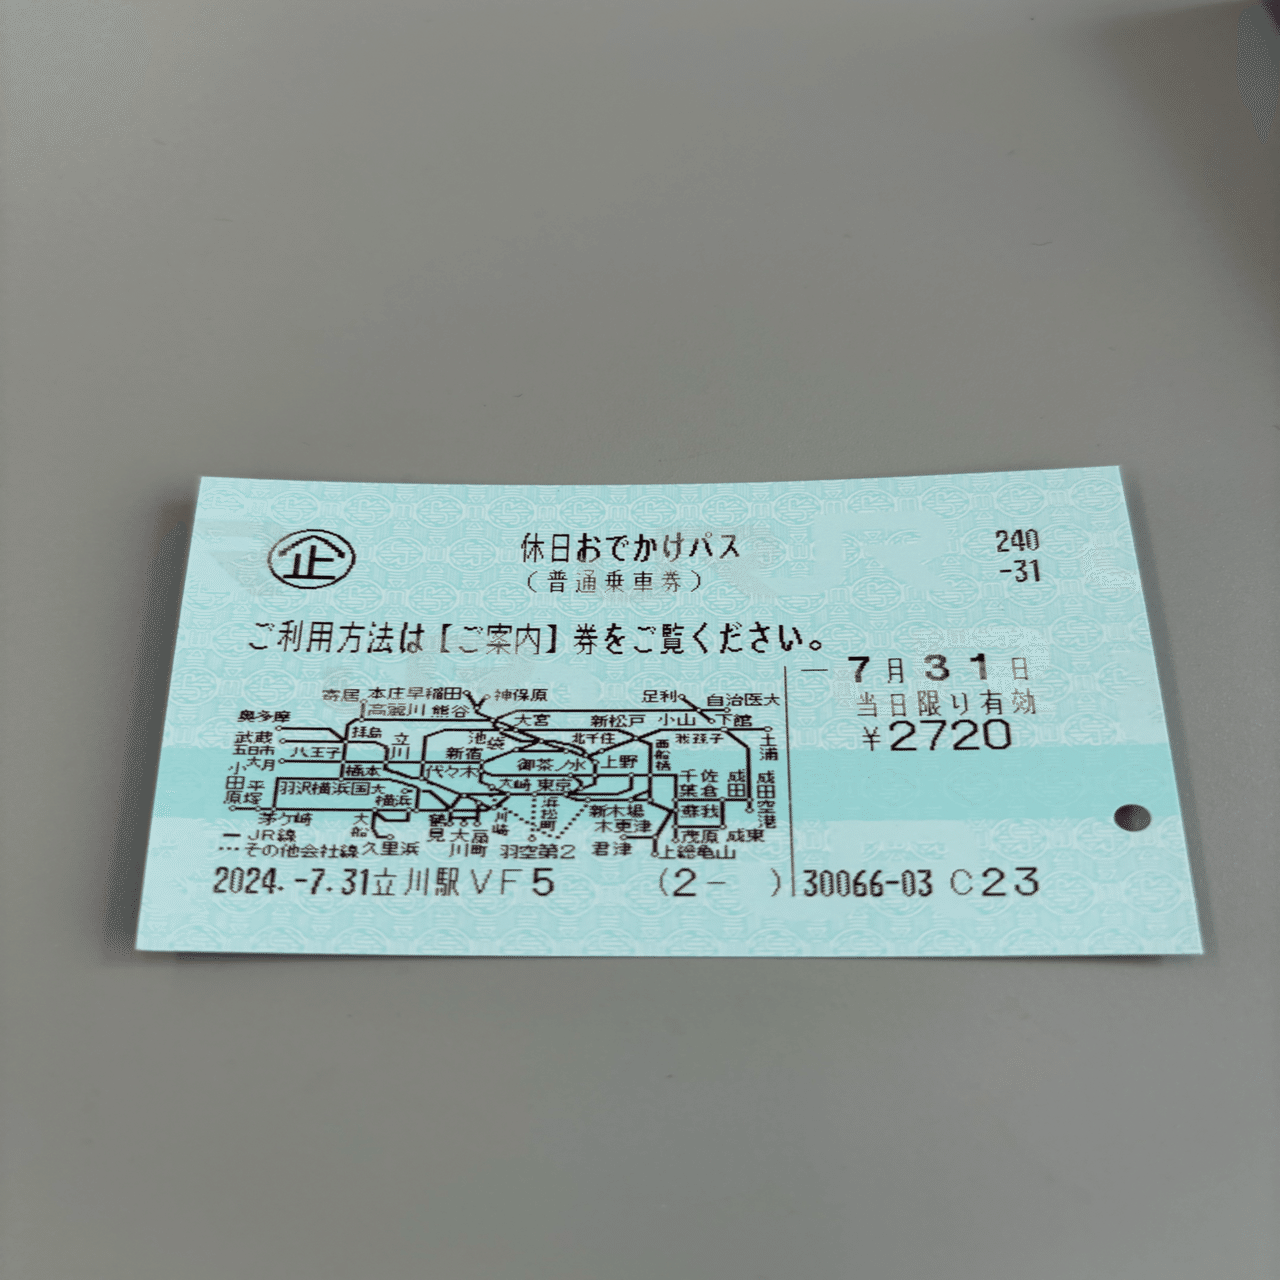 企
休日おでかけパス
(普通乗車券)
240
-31
ご利用方法は【ご案内】券をご覧ください。
-7月31日
当日限り有効
¥2720
寄居 本庄早稲田 神保原 足利 自治医大
高麗川 熊谷 大宮 新松戸 小山 下館
奥多摩 拝島 立川 池袋 北千住 我孫子 土浦
武蔵五日市 八王子 新宿 西船橋
大月 橋本 代々木 御茶ノ水 上野 千葉 佐倉 成田 成田空港
小田原 平塚 羽沢横浜国大 横浜 大崎 東京
茅ケ崎 大船 鶴見 川崎 浜松町 新木場 蘇我
木更津 茂原 成東
久里浜 大川 扇町 羽空第2 君津 上総亀山
JR線
その他会社線
2024.-7.31立川駅VF5 (2- ) 30066-03 C23